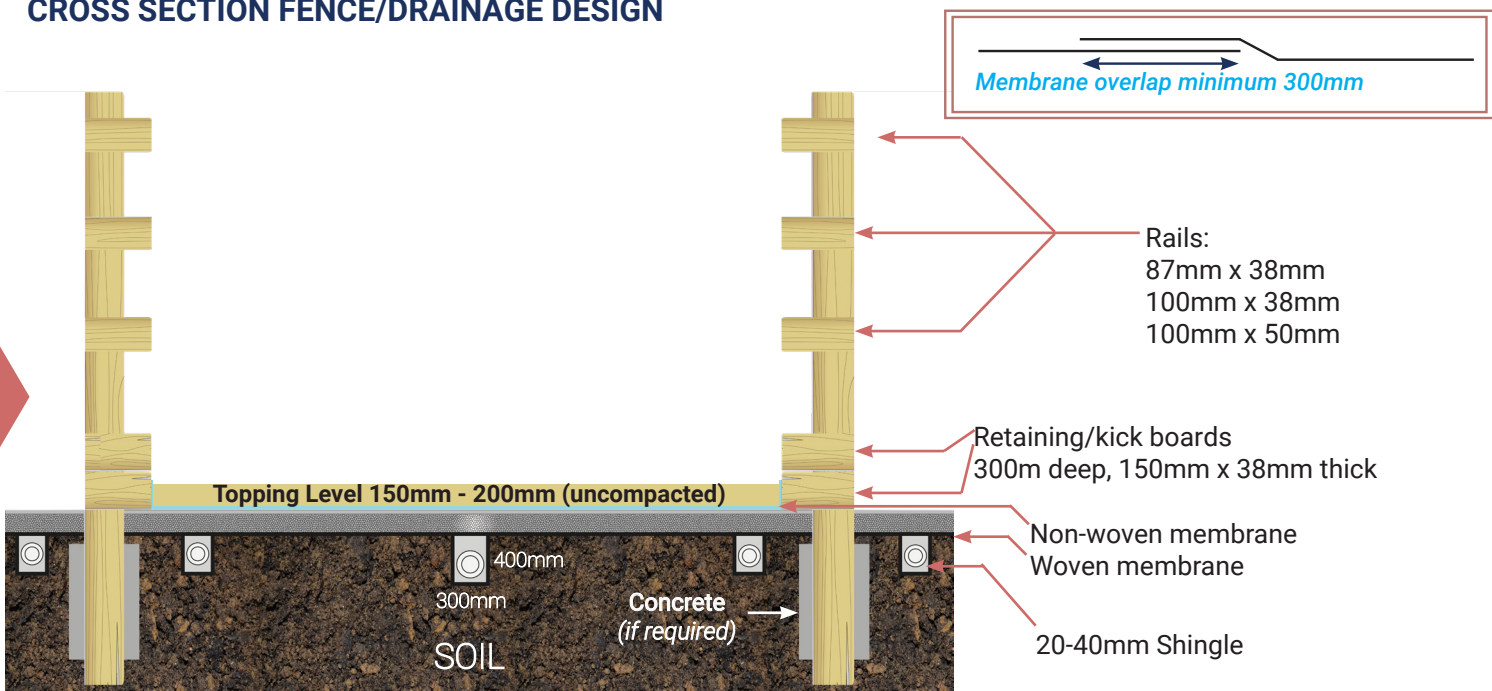 CROSS SECTION FENCE/DRAINAGE DESIGN
Membrane overlap minimum 300mm
Rails:
87mm x 38mm
100mm x 38mm
100mm x 50mm
Retaining/kick boards
300m deep, 150mm x 38mm thick
Topping Level 150mm - 200mm (uncompacted)
Non-woven membrane
Woven membrane
400mm
300mm
Concrete
(if required)
20-40mm Shingle
SOIL